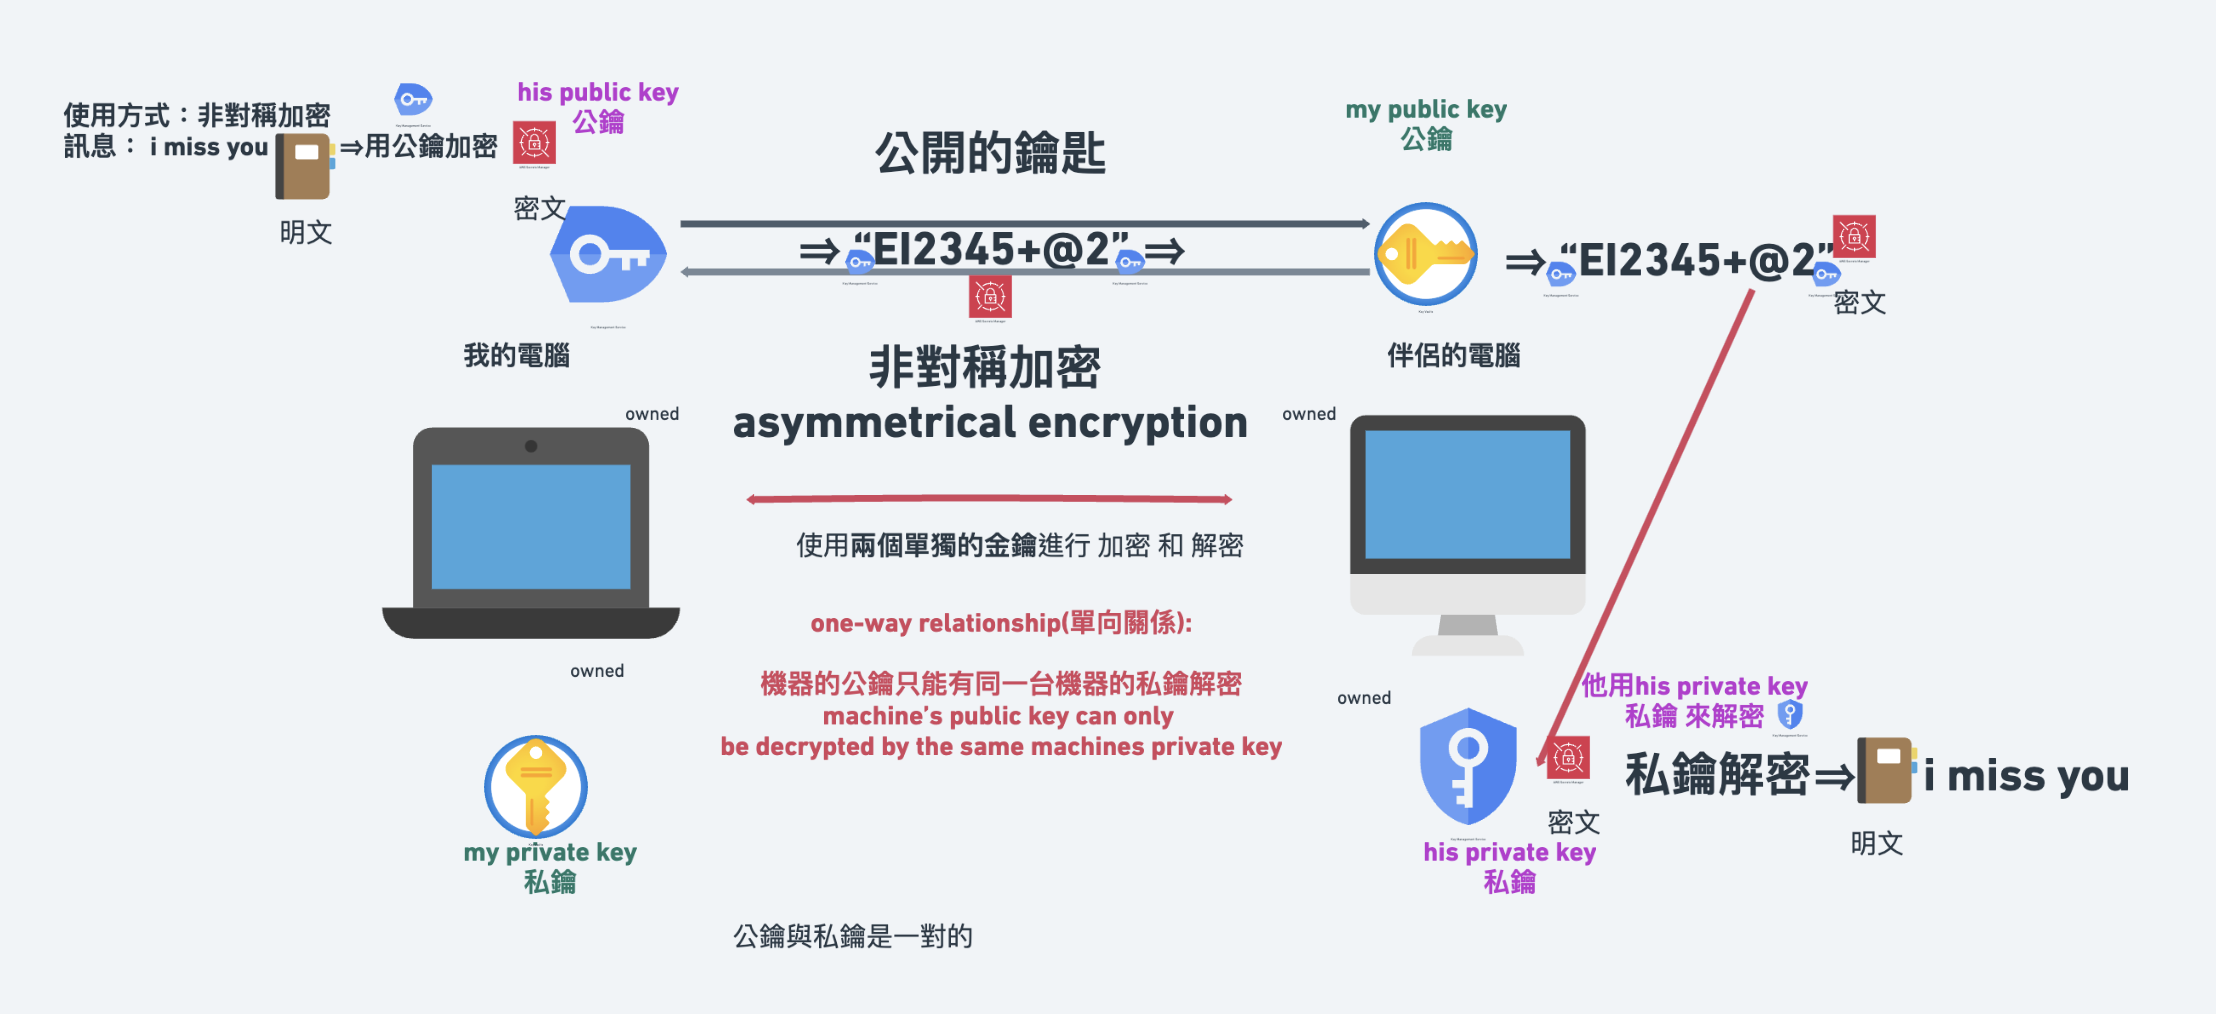 使用方式：非對稱加密
訊息： i miss you ⇒用公鑰加密
明文
his public key
公鑰
密文
公開的鑰匙
my public key
公鑰
⇒ “EI2345+@2” ⇒
⇒ “EI2345+@2”
密文
Key Management Service
我的電腦
伴侶的電腦
非對稱加密
asymmetrical encryption
owned
owned
使用兩個單獨的金鑰進行 加密 和 解密
one-way relationship(單向關係):
機器的公鑰只能有同一台機器的私鑰解密
machine’s public key can only
be decrypted by the same machines private key
owned
owned
他用his private key
私鑰 來解密
私鑰解密⇒ i miss you
密文
明文
my private key
私鑰
his private key
私鑰
公鑰與私鑰是一對的